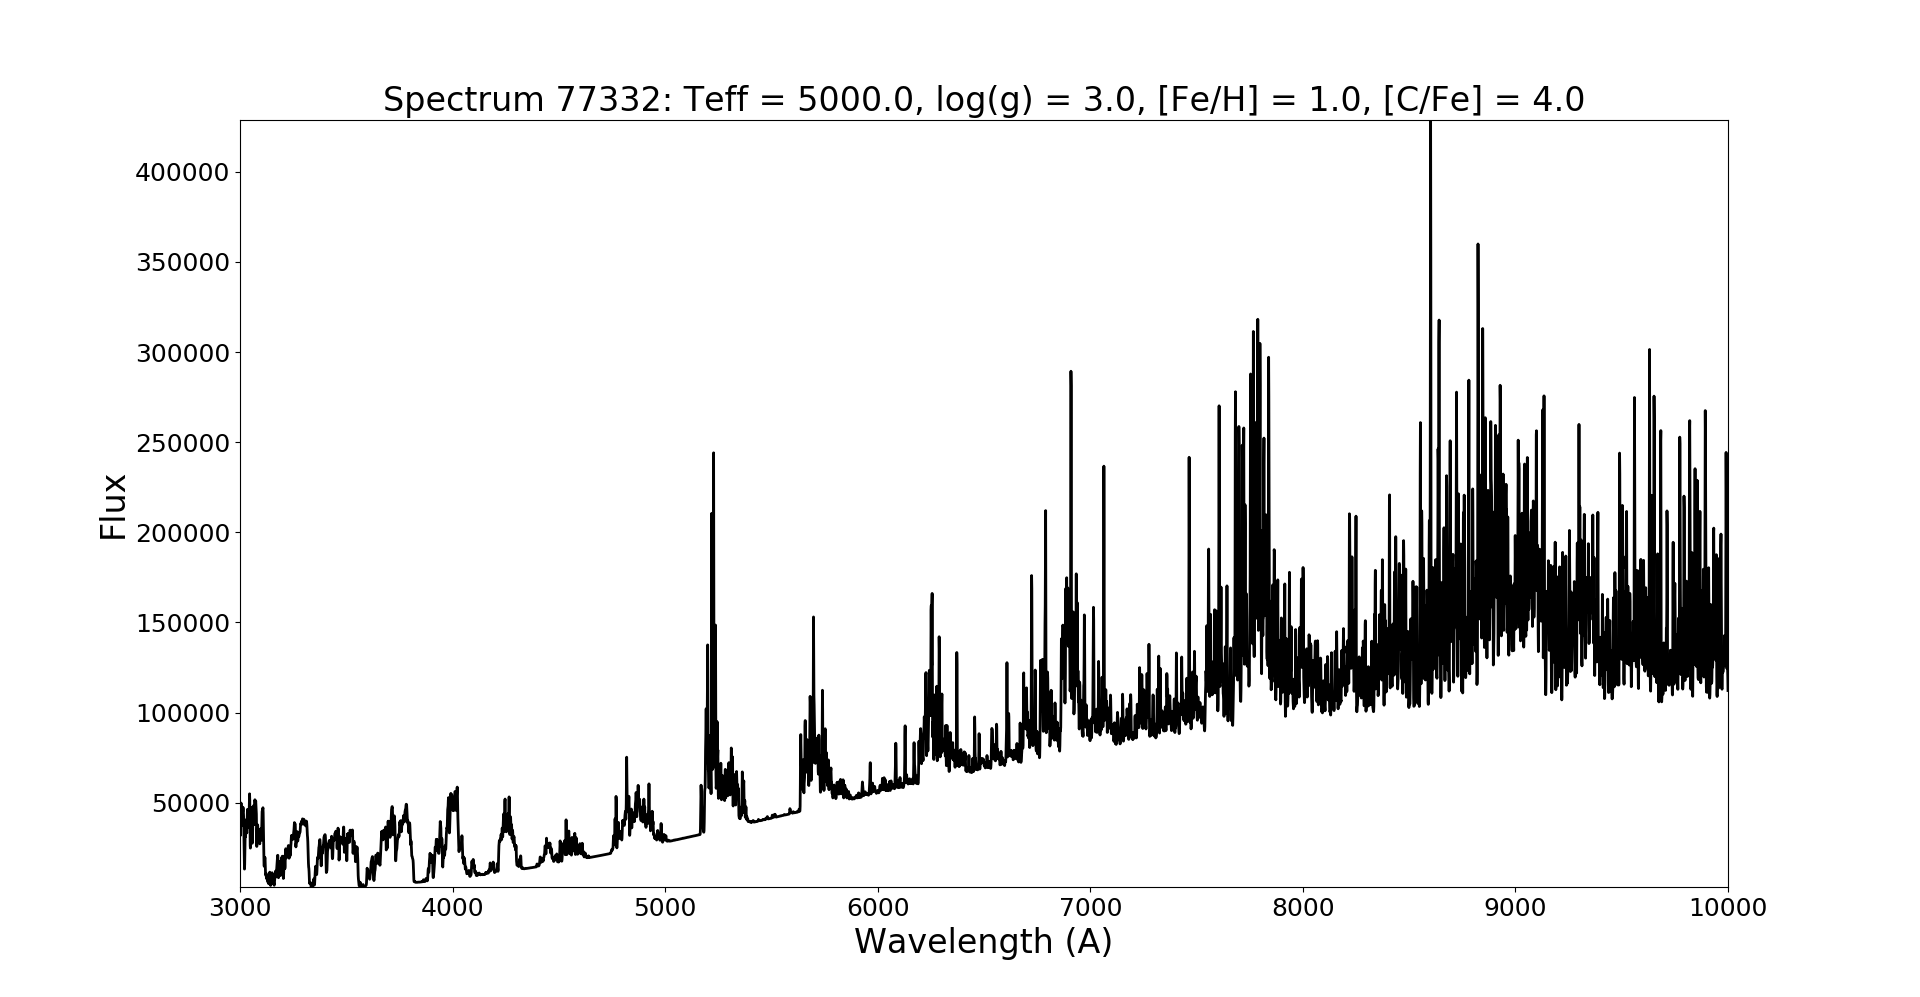 Spectrum 77332: Teff = 5000.0, log(g) = 3.0, [Fe/H] = 1.0, [C/Fe] = 4.0
400000
350000
300000
250000
200000
150000
100000
50000
Flux
3000 4000 5000 6000 7000 8000 9000 10000
Wavelength (A)